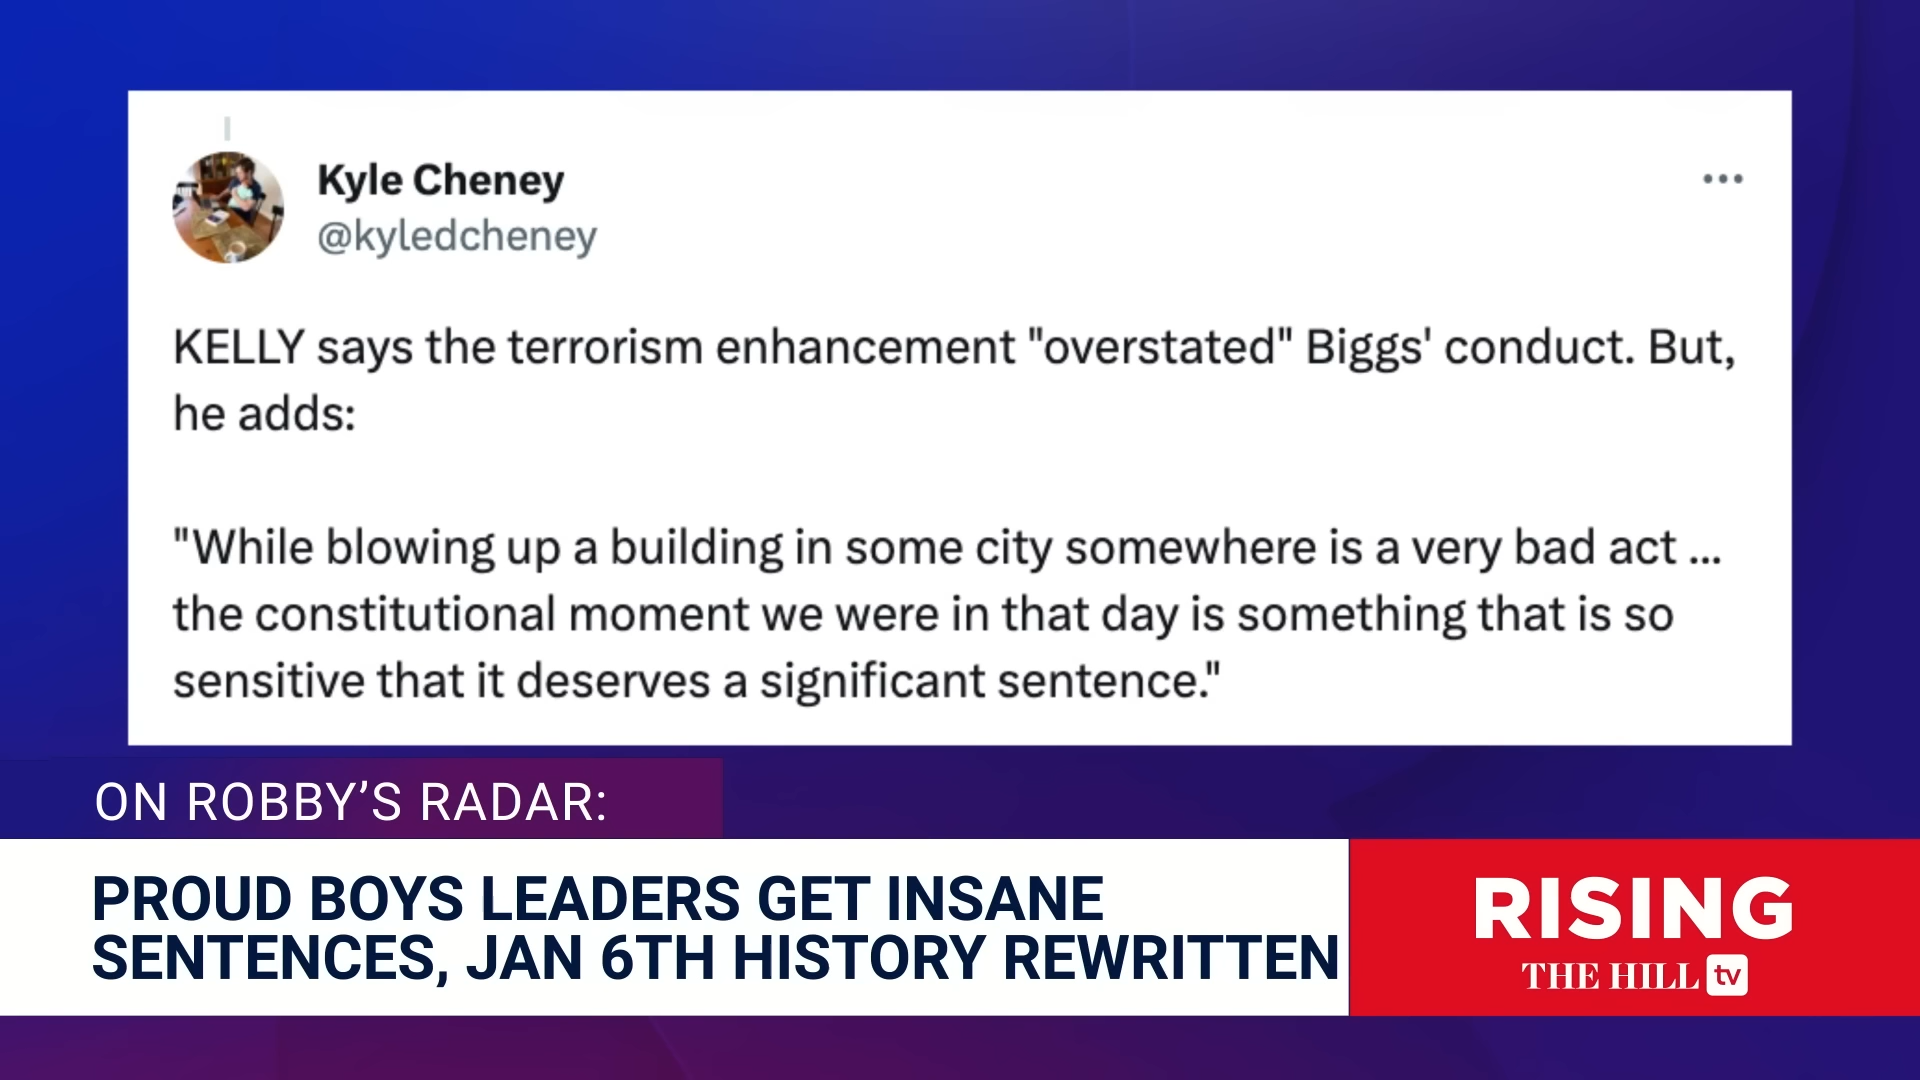 Kyle Cheney
@kyledcheney
KELLY says the terrorism enhancement "overstated" Biggs' conduct. But,
he adds:
"While blowing up a building in some city somewhere is a very bad act ...
the constitutional moment we were in that day is something that is so
sensitive that it deserves a significant sentence."
ON ROBBY’S RADAR:
PROUD BOYS LEADERS GET INSANE
SENTENCES, JAN 6TH HISTORY REWRITTEN
RISING
THE HILL tv